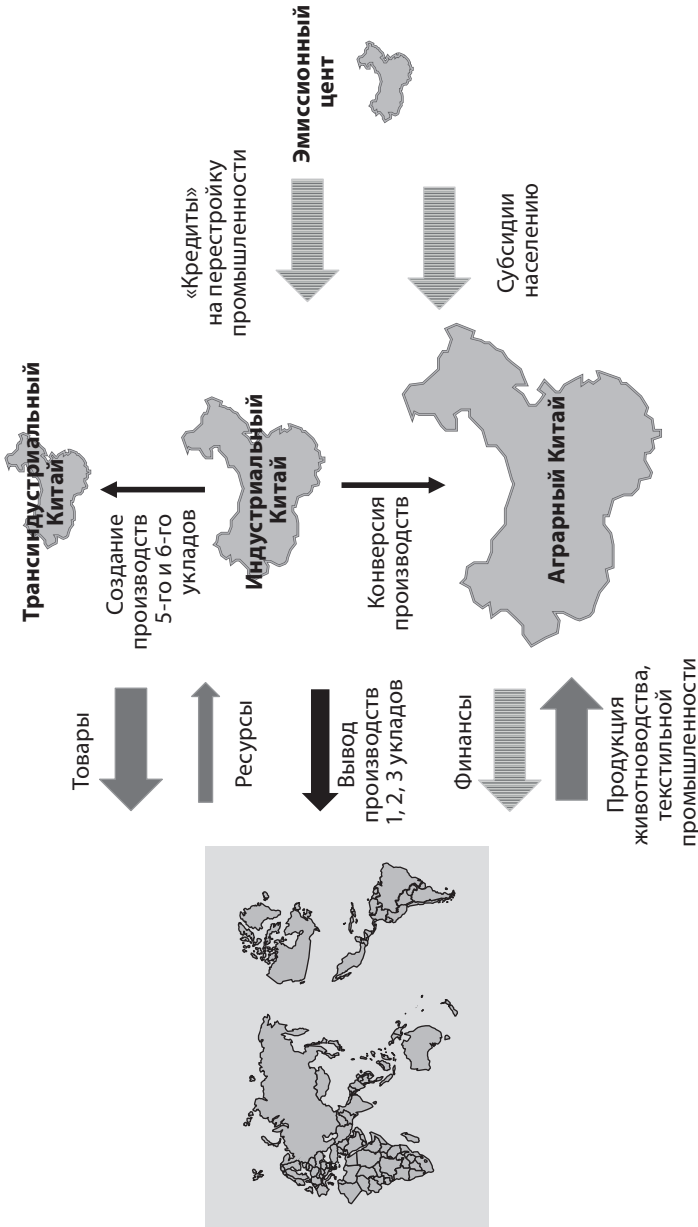 Товары
Ресурсы
Вывод
производств
1, 2, 3 укладов
Финансы
Продукция
животноводства,
текстильной
промышленности
Трансиндустриальный
Китай
Создание
производств
5-го и 6-го
укладов
Индустриальный
Китай
Конверсия
производств
Аграрный Китай
«Кредиты»
на перестройку
промышленности
Субсидии
населению
Эмиссионный
цент